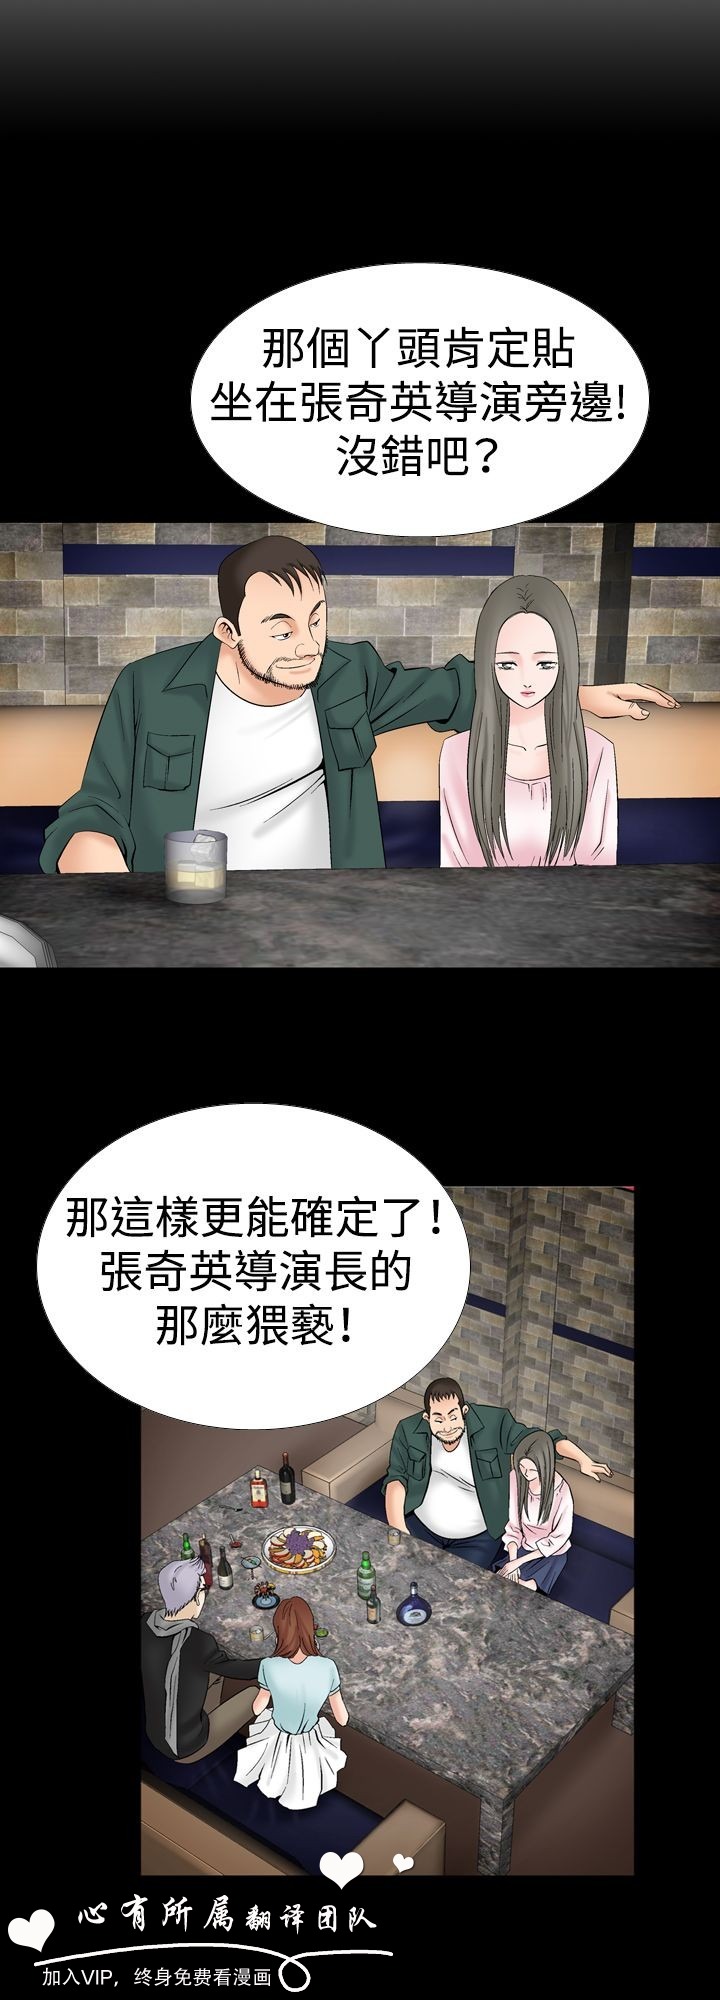 那個丫頭肯定貼
坐在張奇英導演旁邊!
沒錯吧？
那這樣更能確定了！
張奇英導演長的
那麼猥褻！
心有所属翻译团队
加入VIP，终身免费看漫画